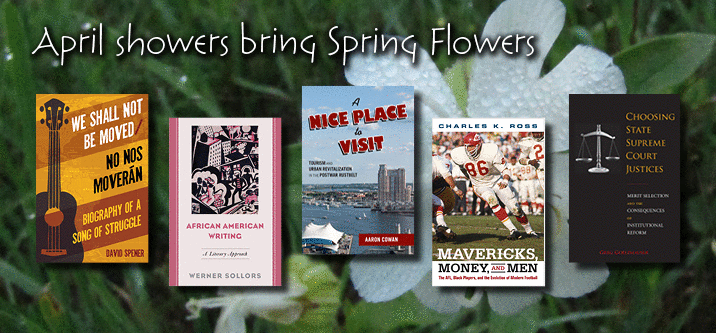 April showers bring Spring Flowers
WE SHALL NOT
BE MOVED/
NO NOS
MOVERÁN
BIOGRAPHY OF A
SONG OF STRUGGLE
DAVID SPENER
AFRICAN AMERICAN
WRITING
A Literary Approach
WERNER SOLLORS
A
NICE PLACE
to
VISIT
TOURISM AND
URBAN REVITALIZATION
IN THE POSTWAR RUSTBELT
AARON COWAN
CHARLES K. ROSS
86
MAVERICKS,
MONEY, AND MEN
The AFL, Black Players, and the Evolution of Modern Football
CHOOSING
STATE
SUPREME
COURT
JUSTICES
MERIT SELECTION
AND THE
CONSEQUENCES
OF
INSTITUTIONAL
REFORM